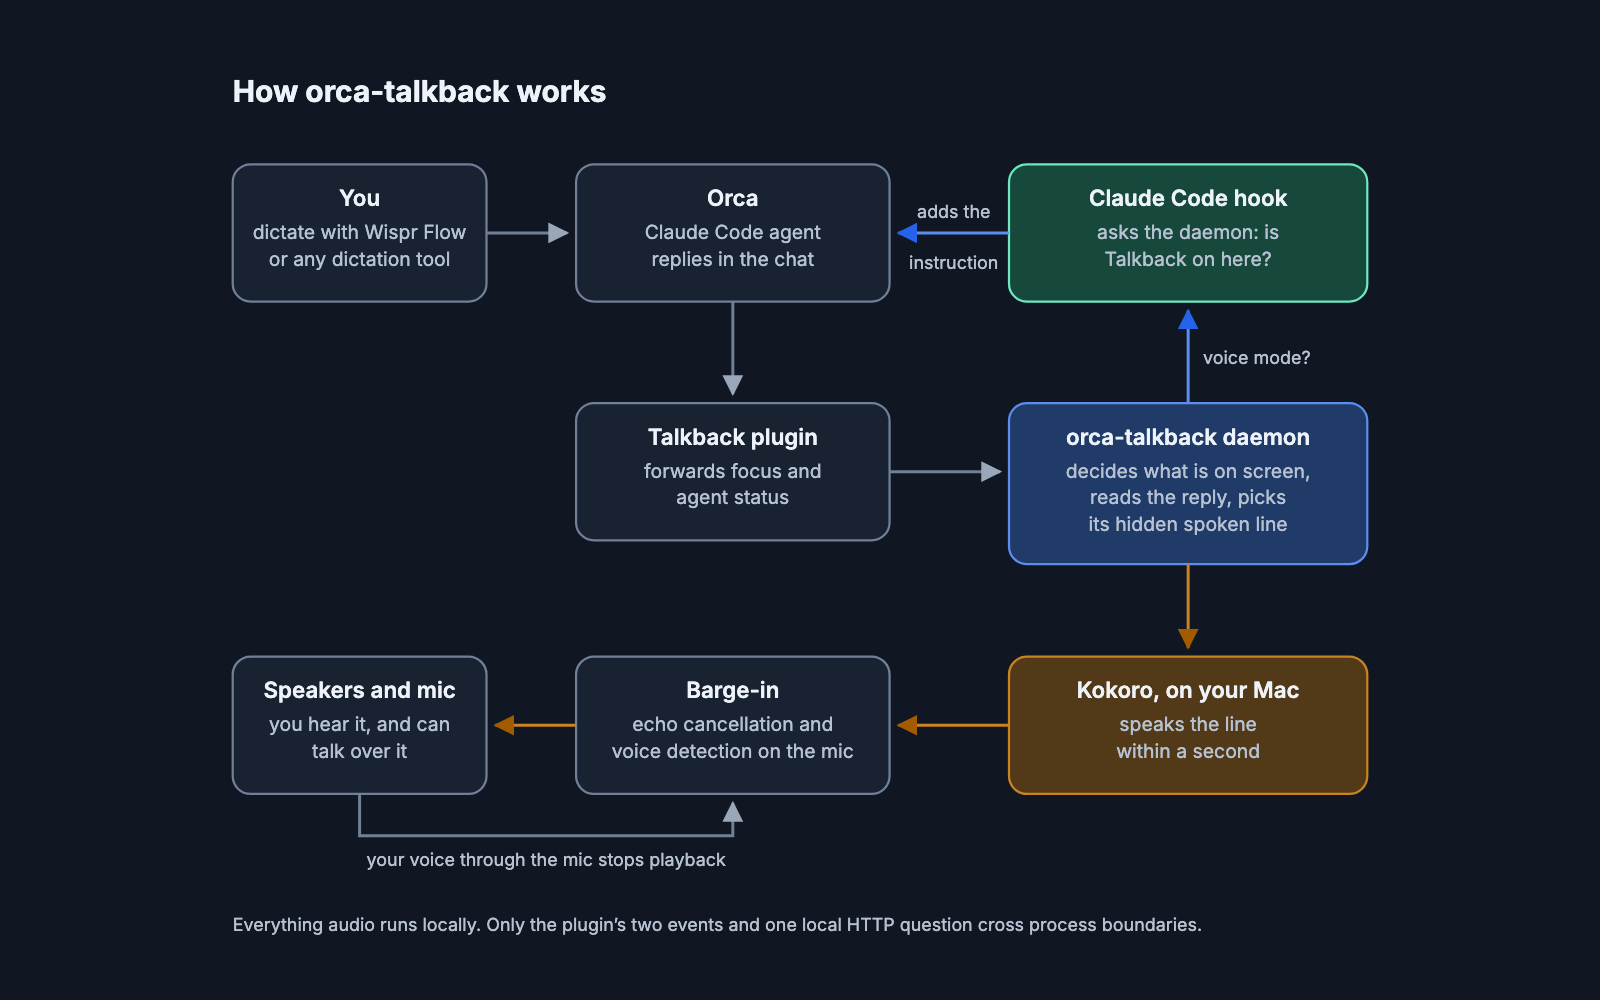 How orca-talkback works
You
dictate with Wispr Flow
or any dictation tool
Orca
Claude Code agent
replies in the chat
adds the
instruction
Claude Code hook
asks the daemon: is
Talkback on here?
voice mode?
Talkback plugin
forwards focus and
agent status
orca-talkback daemon
decides what is on screen,
reads the reply, picks
its hidden spoken line
Speakers and mic
you hear it, and can
talk over it
Barge-in
echo cancellation and
voice detection on the mic
Kokoro, on your Mac
speaks the line
within a second
your voice through the mic stops playback
Everything audio runs locally. Only the plugin’s two events and one local HTTP question cross process boundaries.